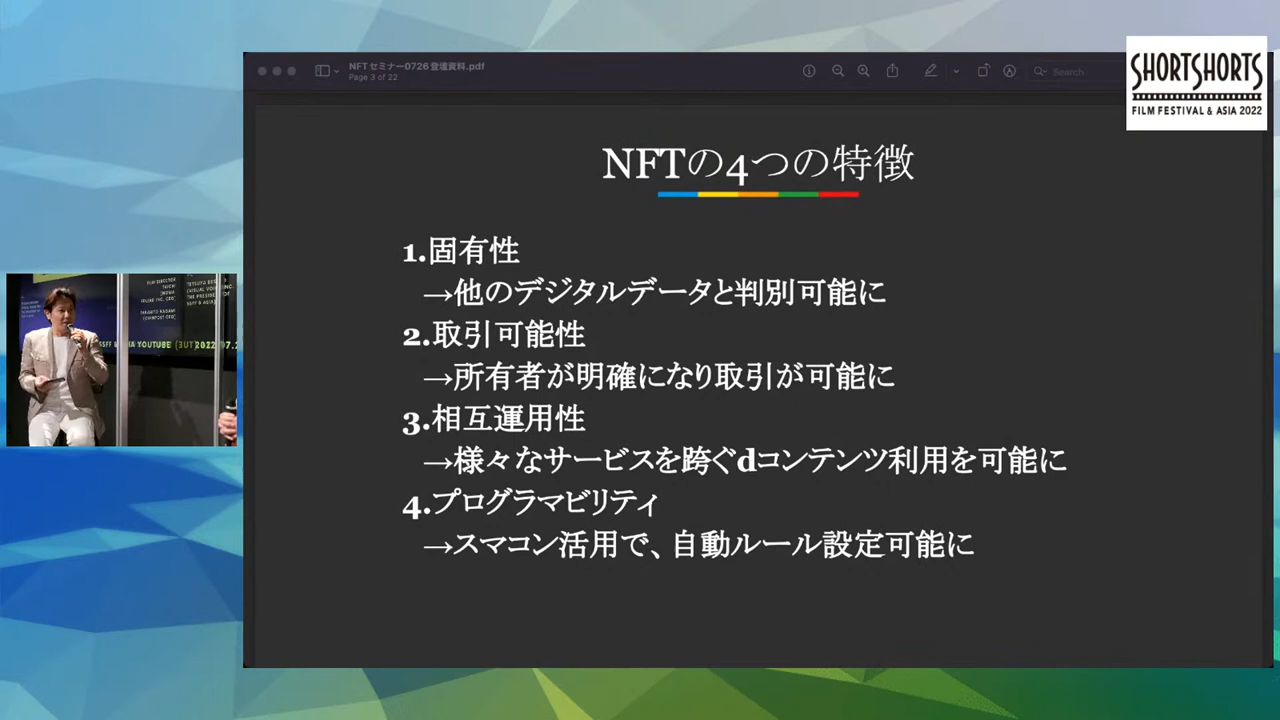 NFTセミナー0726登壇資料.pdf
Page 3 of 22
Search
SHORTSHORTS
FILM FESTIVAL & ASIA 2022
NFTの4つの特徴
1.固有性
→他のデジタルデータと判別可能に
2.取引可能性
→所有者が明確になり取引が可能に
3.相互運用性
→様々なサービスを跨ぐdコンテンツ利用を可能に
4.プログラマビリティ
→スマコン活用で、自動ルール設定可能に
FILM DIRECTOR
YOUTUBE